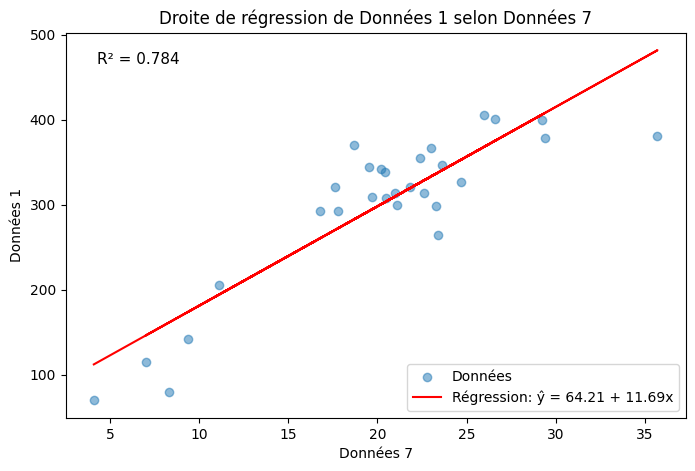 Droite de régression de Données 1 selon Données 7
R² = 0.784
500
400
300
200
100
Données 1
5
10
15
20
25
30
35
Données 7
Données
Régression: ŷ = 64.21 + 11.69x